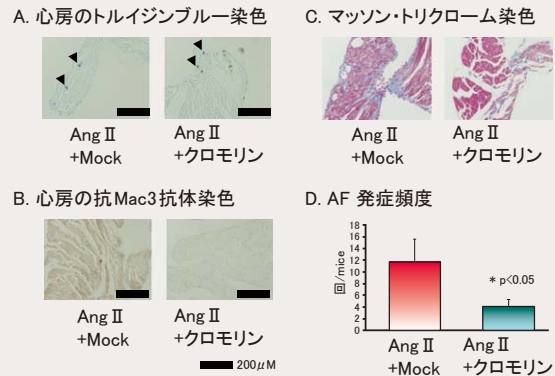 A. 心房のトルイジンブルー染色
Ang Ⅱ
+Mock
Ang Ⅱ
+クロモリン
B. 心房の抗Mac3抗体染色
Ang Ⅱ
+Mock
Ang Ⅱ
+クロモリン
200μM
C. マッソン・トリクローム染色
Ang Ⅱ
+Mock
Ang Ⅱ
+クロモリン
D. AF 発症頻度
回/mice
18
16
14
12
10
8
6
4
2
0
* p<0.05
Ang Ⅱ
+Mock
Ang Ⅱ
+クロモリン